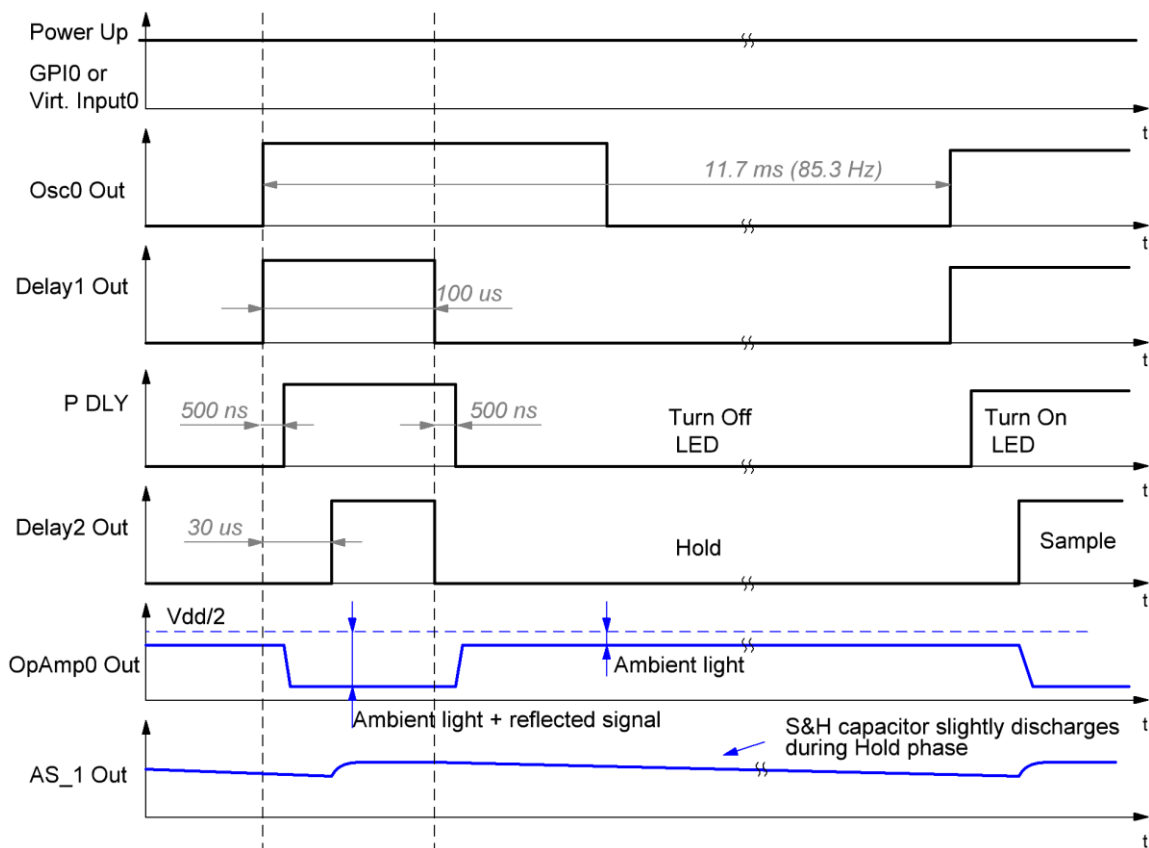 Power Up
GPI0 or
Virt. Input0
t
Osc0 Out
11.7 ms (85.3 Hz)
t
Delay1 Out
100 us
t
P DLY
500 ns
500 ns
Turn Off
LED
Turn On
LED
t
Delay2 Out
30 us
Hold
Sample
t
Vdd/2
OpAmp0 Out
Ambient light
Ambient light + reflected signal
t
S&H capacitor slightly discharges
during Hold phase
AS_1 Out
t